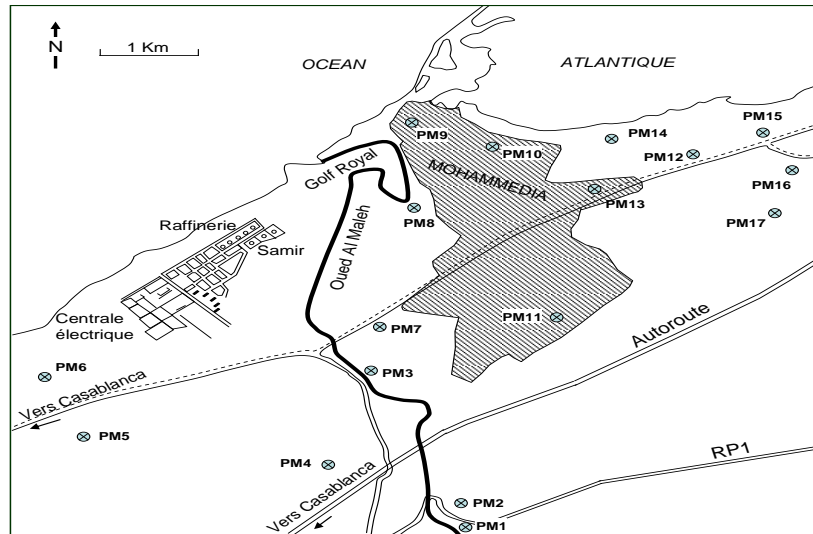 N
1 Km
OCEAN
ATLANTIQUE
PM9
PM15
PM14
PM10
PM12
Golf Royal
MOHAMMEDIA
PM16
PM13
PM8
PM17
Raffinerie
Samir
Oued Al Maleh
Centrale
électrique
PM11
PM7
Autoroute
PM6
PM3
Vers Casablanca
PM5
PM4
RP1
Vers Casablanca
PM2
PM1